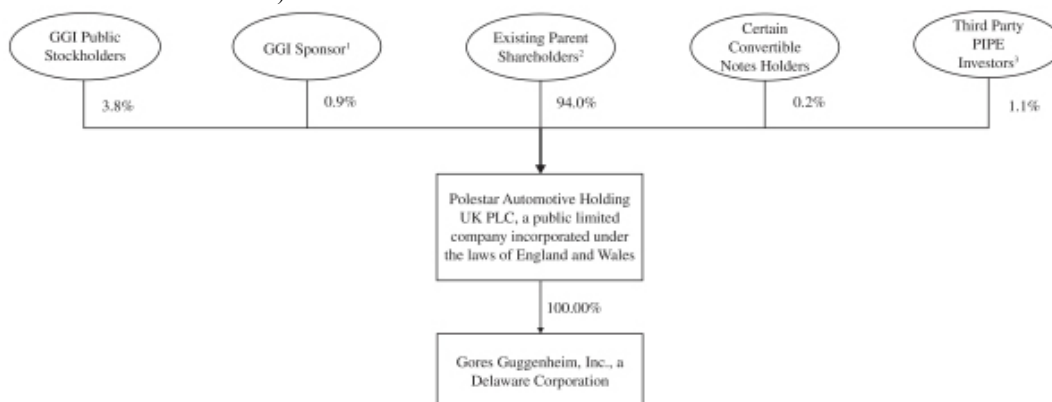 GGI Public
Stockholders
GGI Sponsor¹
Existing Parent
Shareholders²
Certain
Convertible
Notes Holders
Third Party
PIPE
Investors³
3.8%
0.9%
94.0%
0.2%
1.1%
Polestar Automotive Holding
UK PLC, a public limited
company incorporated under
the laws of England and Wales
100.00%
Gores Guggenheim, Inc., a
Delaware Corporation